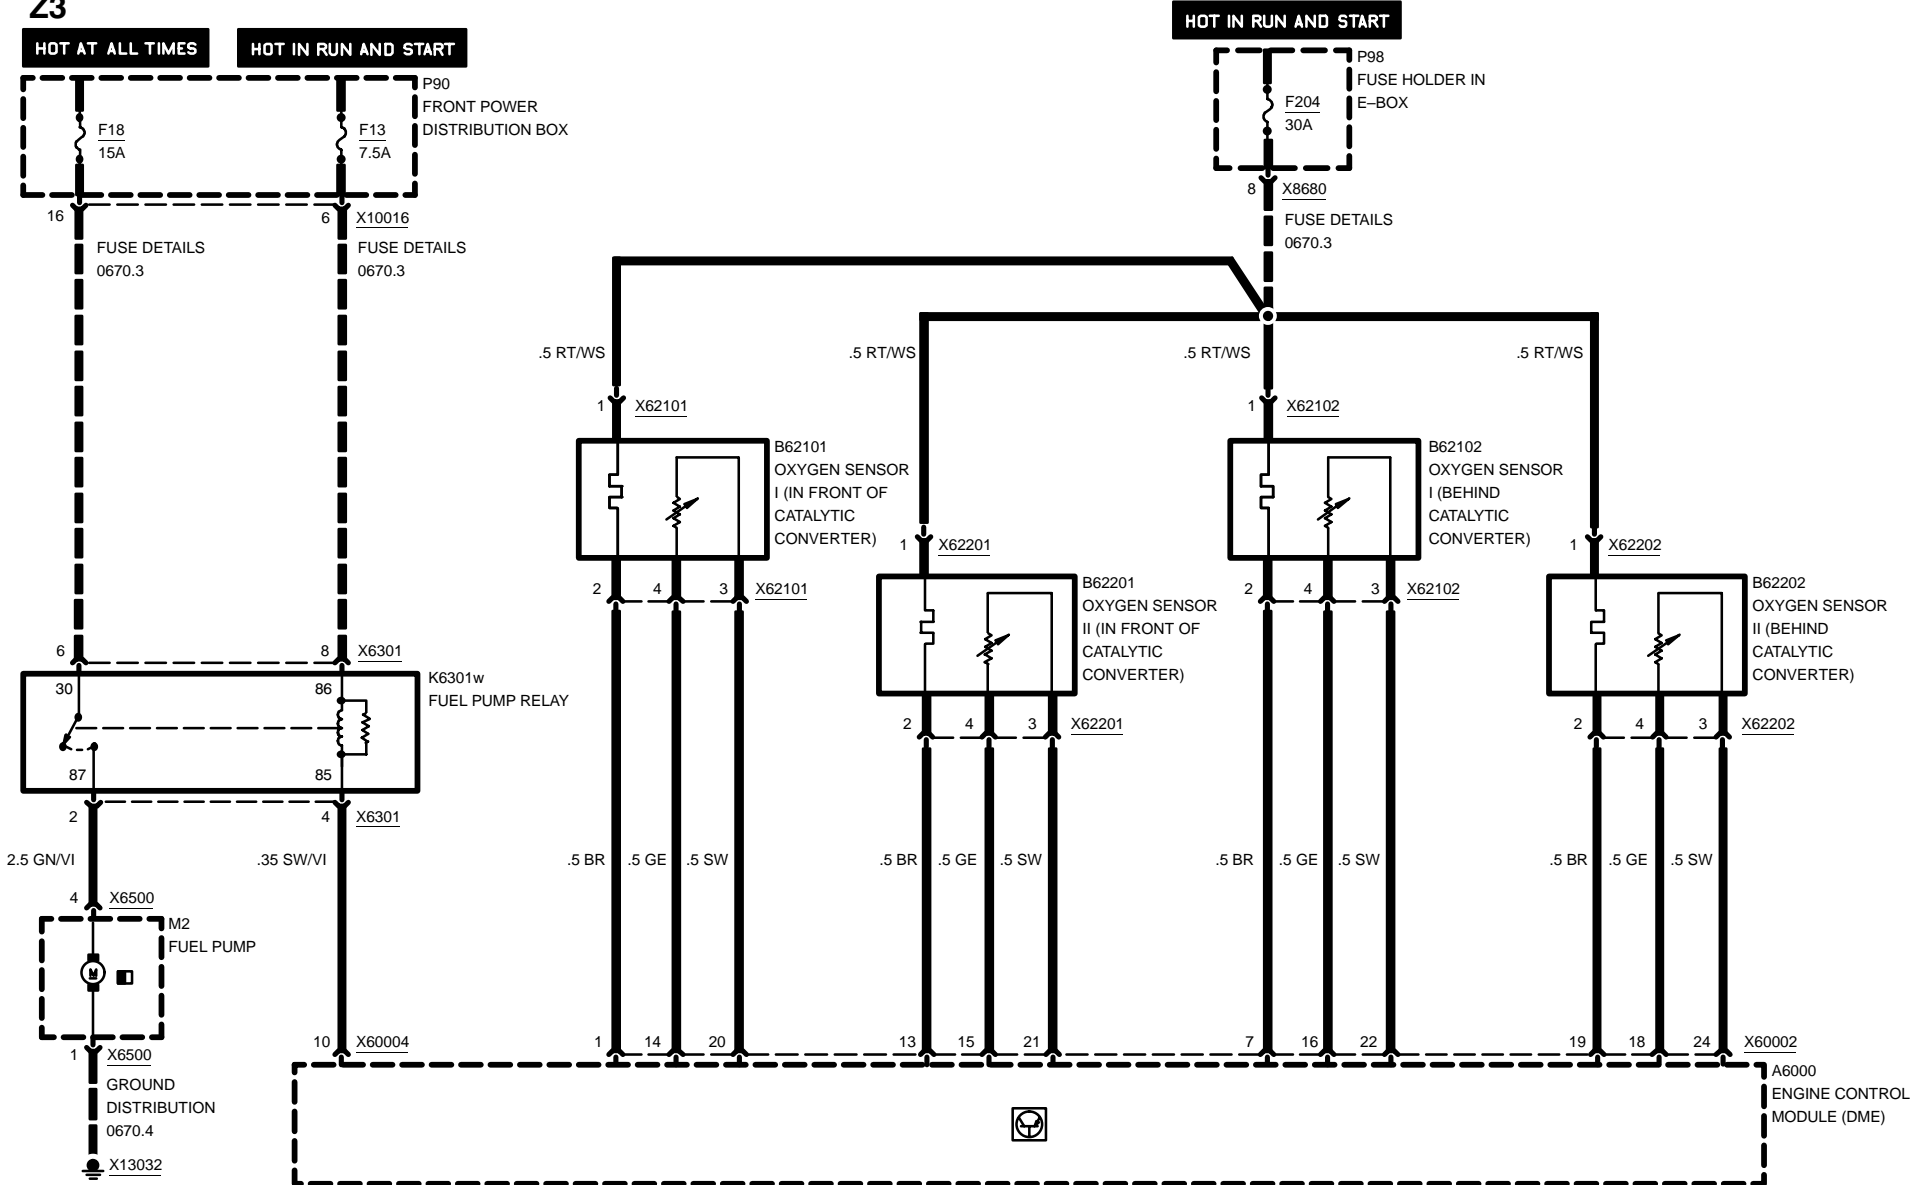 Z3
HOT AT ALL TIMES
HOT IN RUN AND START
HOT IN RUN AND START
P90
FRONT POWER
DISTRIBUTION BOX
F18
15A
F13
7.5A
P98
FUSE HOLDER IN
E–BOX
F204
30A
16
6
X10016
8
X8680
FUSE DETAILS
0670.3
FUSE DETAILS
0670.3
FUSE DETAILS
0670.3
.5 RT/WS
.5 RT/WS
.5 RT/WS
.5 RT/WS
1
X62101
1
X62102
B62101
OXYGEN SENSOR
I (IN FRONT OF
CATALYTIC
CONVERTER)
B62102
OXYGEN SENSOR
I (BEHIND
CATALYTIC
CONVERTER)
1
X62201
1
X62202
2
4
3
X62101
B62201
OXYGEN SENSOR
II (IN FRONT OF
CATALYTIC
CONVERTER)
2
4
3
X62102
B62202
OXYGEN SENSOR
II (BEHIND
CATALYTIC
CONVERTER)
6
8
X6301
K6301w
FUEL PUMP RELAY
30
86
87
85
2
4
3
X62201
2
4
3
X62202
2
4
X6301
2.5 GN/VI
.35 SW/VI
.5 BR
.5 GE
.5 SW
.5 BR
.5 GE
.5 SW
.5 BR
.5 GE
.5 SW
.5 BR
.5 GE
.5 SW
4
X6500
M2
FUEL PUMP
M
1
X6500
GROUND
DISTRIBUTION
0670.4
X13032
10
X60004
1
14
20
13
15
21
7
16
22
19
18
24
X60002
A6000
ENGINE CONTROL
MODULE (DME)